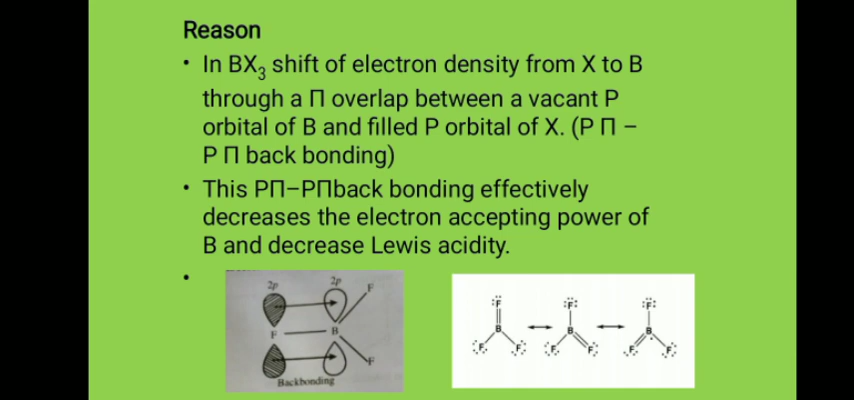 Reason
• In BX₃ shift of electron density from X to B
through a Π overlap between a vacant P
orbital of B and filled P orbital of X. (P Π –
P Π back bonding)
• This PΠ–PΠback bonding effectively
decreases the electron accepting power of
B and decrease Lewis acidity.
•
2p 2p F
F B
F
Backbonding
F F F
B B B
F F F F F F